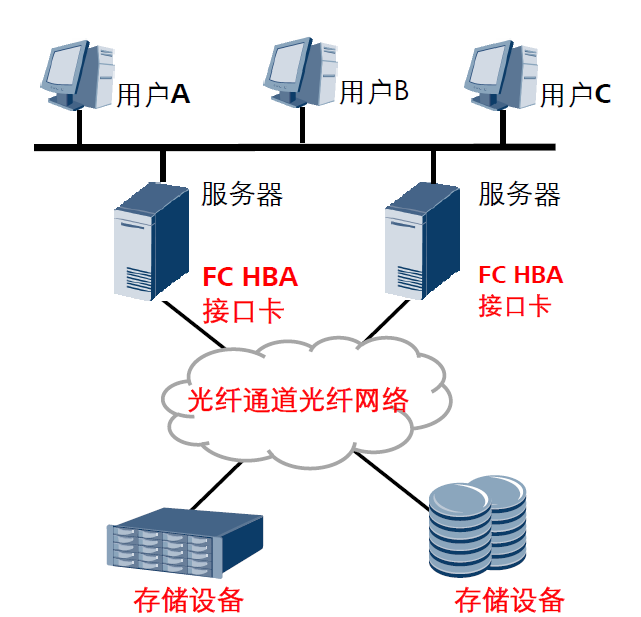 用户A
用户B
用户C
服务器
服务器
FC HBA
接口卡
FC HBA
接口卡
光纤通道光纤网络
存储设备
存储设备